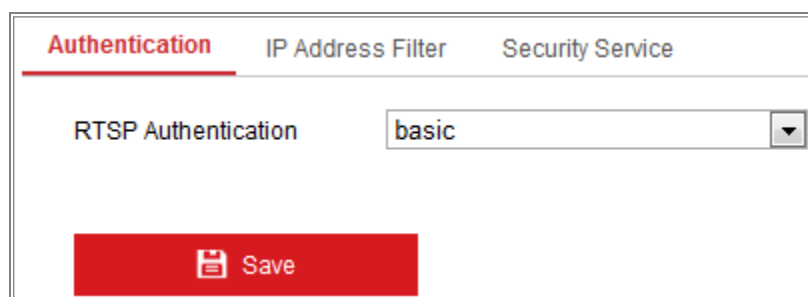 Authentication IP Address Filter Security Service
RTSP Authentication basic
Save